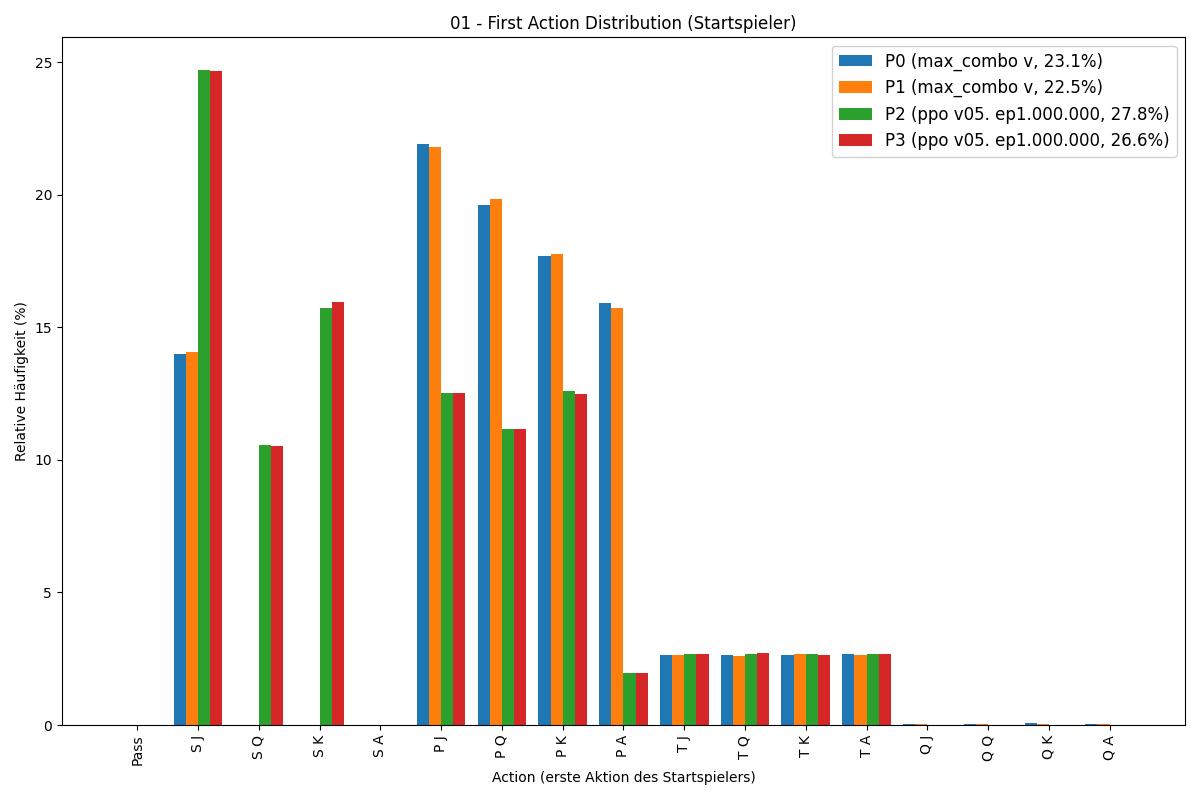 01 - First Action Distribution (Startspieler)
P0 (max_combo v, 23.1%)
P1 (max_combo v, 22.5%)
P2 (ppo v05. ep1.000.000, 27.8%)
P3 (ppo v05. ep1.000.000, 26.6%)
Relative Häufigkeit (%)
25
20
15
10
5
0
Pass
S J
S Q
S K
S A
P J
P Q
P K
P A
T J
T Q
T K
T A
Q J
Q Q
Q K
Q A
Action (erste Aktion des Startspielers)